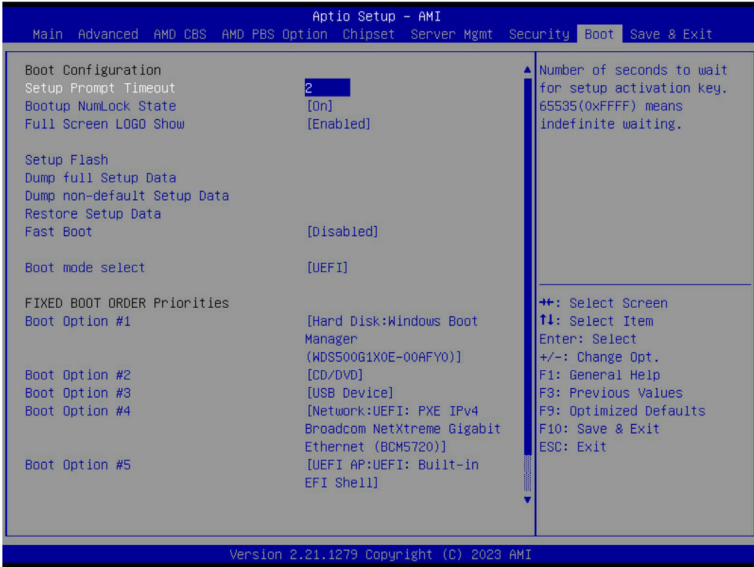 Aptio Setup – AMI
Main Advanced AMD CBS AMD PBS Option Chipset Server Mgmt Security Boot Save & Exit
Boot Configuration
Setup Prompt Timeout 2
Bootup NumLock State [On]
Full Screen LOGO Show [Enabled]
Setup Flash
Dump full Setup Data
Dump non-default Setup Data
Restore Setup Data
Fast Boot [Disabled]
Boot mode select [UEFI]
FIXED BOOT ORDER Priorities
Boot Option #1 [Hard Disk:Windows Boot
Manager
(WDS500G1X0E-00AFY0)]
Boot Option #2 [CD/DVD]
Boot Option #3 [USB Device]
Boot Option #4 [Network:UEFI: PXE IPv4
Broadcom NetXtreme Gigabit
Ethernet (BCM5720)]
Boot Option #5 [UEFI AP:UEFI: Built-in
EFI Shell]
Number of seconds to wait
for setup activation key.
65535(0xFFFF) means
indefinite waiting.
→←: Select Screen
↑↓: Select Item
Enter: Select
+/-: Change Opt.
F1: General Help
F3: Previous Values
F9: Optimized Defaults
F10: Save & Exit
ESC: Exit
Version 2.21.1279 Copyright (C) 2023 AMI